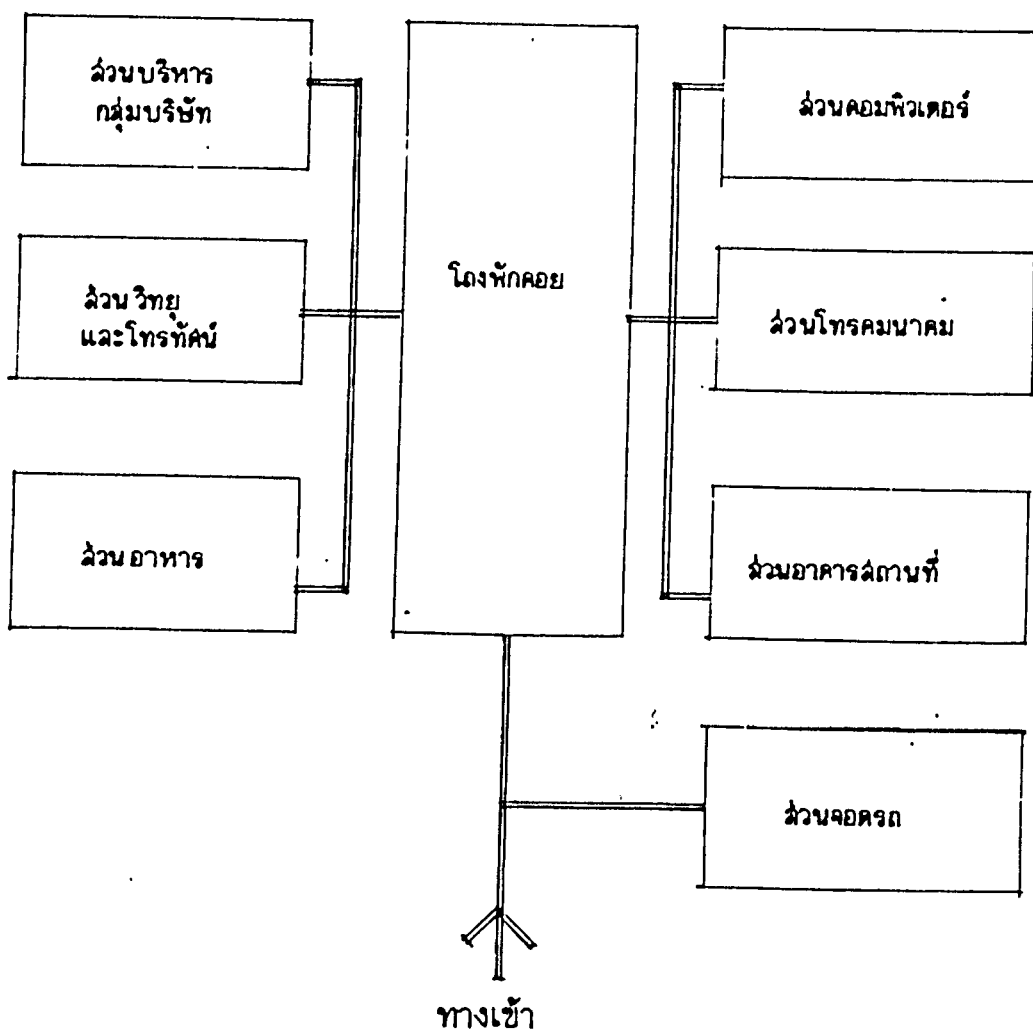 ส่วนบริหาร
กลุ่มบริษัท
ส่วนวิทยุ
และโทรทัศน์
ส่วนอาหาร
โถงพักคอย
ส่วนคอมพิวเตอร์
ส่วนโทรคมนาคม
ส่วนอาคารสถานที่
ส่วนจอดรถ
ทางเข้า